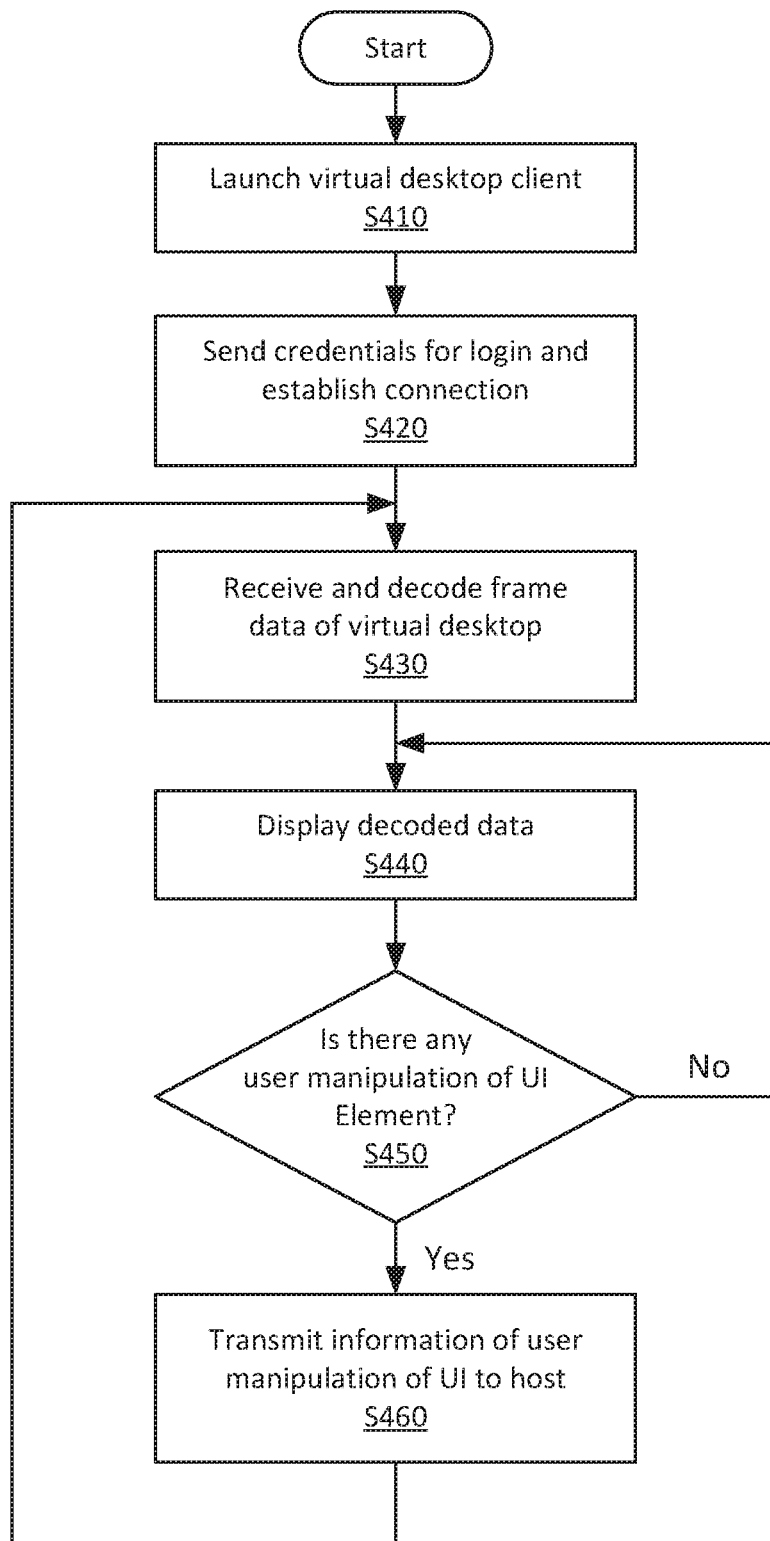 Start
Launch virtual desktop client
S410
Send credentials for login and
establish connection
S420
Receive and decode frame
data of virtual desktop
S430
Display decoded data
S440
Is there any
user manipulation of UI
Element?
S450
No
Yes
Transmit information of user
manipulation of UI to host
S460